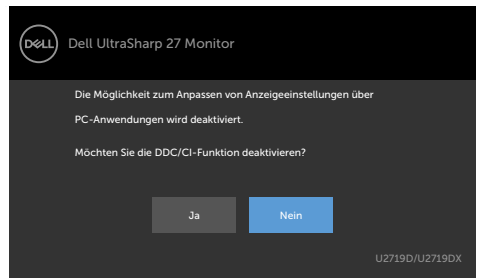 DELL
Dell UltraSharp 27 Monitor
Die Möglichkeit zum Anpassen von Anzeigeeinstellungen über
PC-Anwendungen wird deaktiviert.
Möchten Sie die DDC/CI-Funktion deaktivieren?
Ja
Nein
U2719D/U2719DX